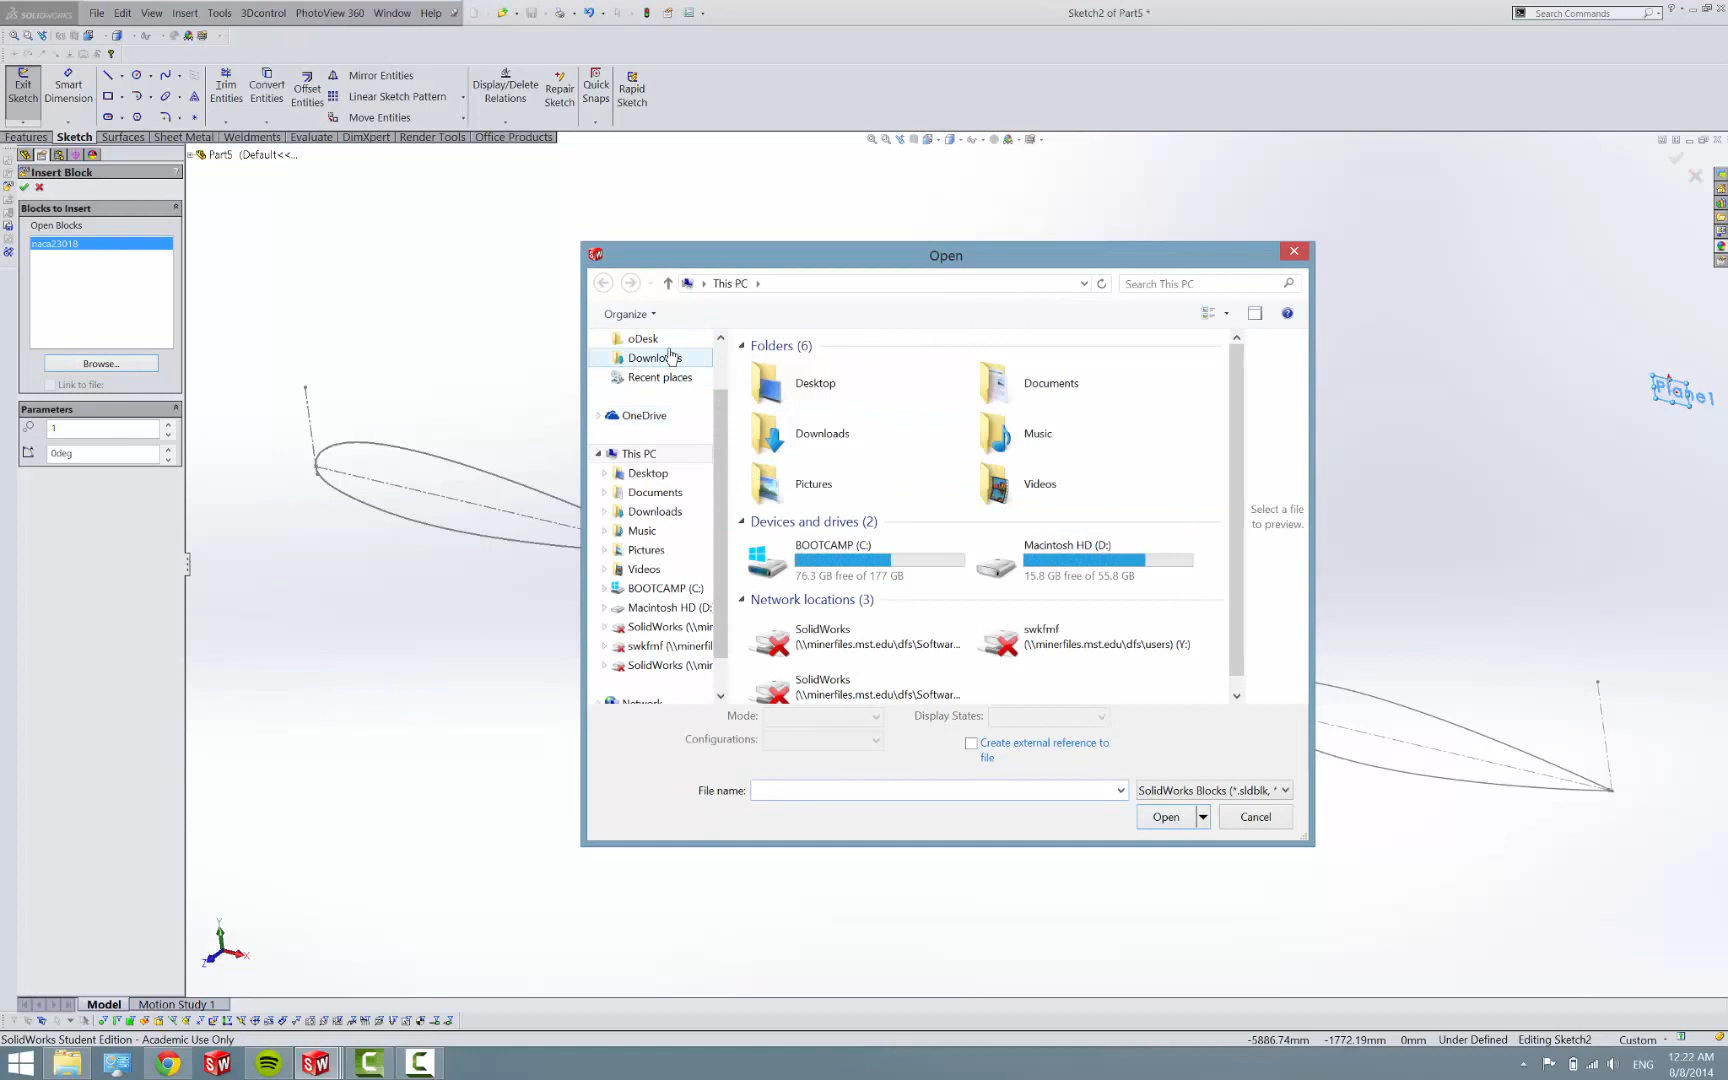 SOLIDWORKS File Edit View Insert Tools 3Dcontrol PhotoView 360 Window Help Sketch2 of Part5 * Search Commands
Exit Sketch
Smart Dimension
Trim Entities
Convert Entities
Offset Entities
Mirror Entities
Linear Sketch Pattern
Move Entities
Display/Delete Relations
Repair Sketch
Quick Snaps
Rapid Sketch
Features Sketch Surfaces Sheet Metal Weldments Evaluate DimXpert Render Tools Office Products
Part5 (Default<<...
Insert Block
Blocks to Insert
Open Blocks
naca23018
Browse...
Link to file:
Parameters
1
0deg
Plane1
Open
This PC
Search This PC
Organize
oDesk
Downloads
Recent places
OneDrive
This PC
Desktop
Documents
Downloads
Music
Pictures
Videos
BOOTCAMP (C:)
Macintosh HD (D:
SolidWorks (\\mir
swkfmf (\\minerfil
SolidWorks (\\mir
Network
Folders (6)
Desktop Documents
Downloads Music
Pictures Videos
Devices and drives (2)
BOOTCAMP (C:)
76.3 GB free of 177 GB
Macintosh HD (D:)
15.8 GB free of 55.8 GB
Network locations (3)
SolidWorks
(\\minerfiles.mst.edu\dfs\Softwar...
swkfmf
(\\minerfiles.mst.edu\dfs\users) (Y:)
SolidWorks
(\\minerfiles.mst.edu\dfs\Softwar...
Select a file
to preview.
Mode: Display States:
Configurations:
Create external reference to
file
File name: SolidWorks Blocks (*.sldblk, *
Open Cancel
Y
X
Z
Model Motion Study 1
SolidWorks Student Edition - Academic Use Only -5886.74mm -1772.19mm 0mm Under Defined Editing Sketch2 Custom
ENG
12:22 AM
8/8/2014